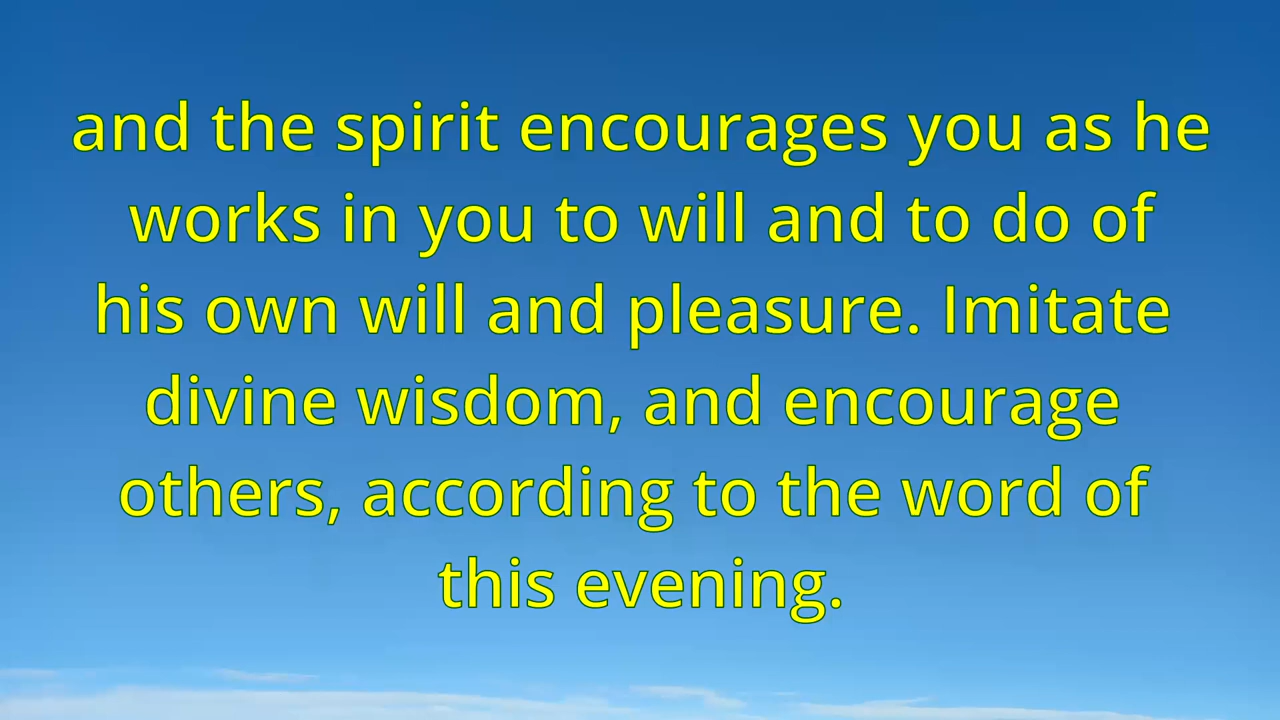 and the spirit encourages you as he
works in you to will and to do of
his own will and pleasure. Imitate
divine wisdom, and encourage
others, according to the word of
this evening.